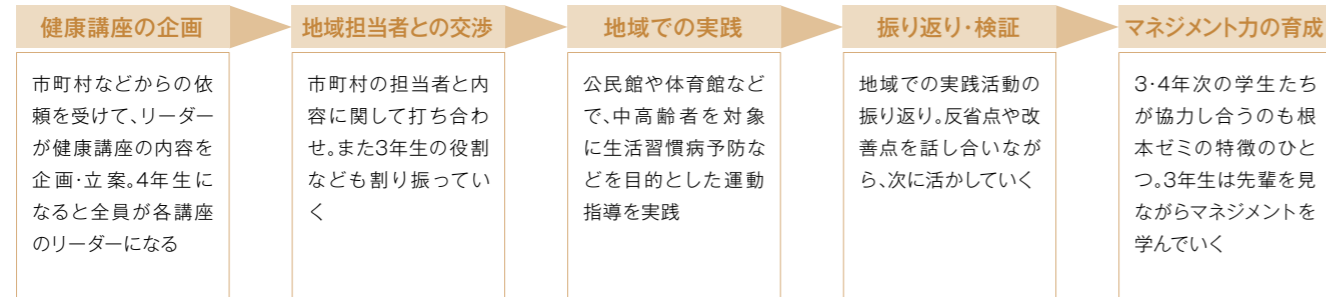 健康講座の企画
市町村などからの依
頼を受けて、リーダー
が健康講座の内容を
企画・立案。4年生に
なると全員が各講座
のリーダーになる
地域担当者との交渉
市町村の担当者と内
容に関して打ち合わ
せ。また3年生の役割
なども割り振ってい
く
地域での実践
公民館や体育館など
で、中高齢者を対象
に生活習慣病予防な
どを目的とした運動
指導を実践
振り返り・検証
地域での実践活動の
振り返り。反省点や改
善点を話し合いなが
ら、次に活かしていく
マネジメント力の育成
3・4年次の学生たち
が協力し合うのも根
本ゼミの特徴のひと
つ。3年生は先輩を見
ながらマネジメントを
学んでいく